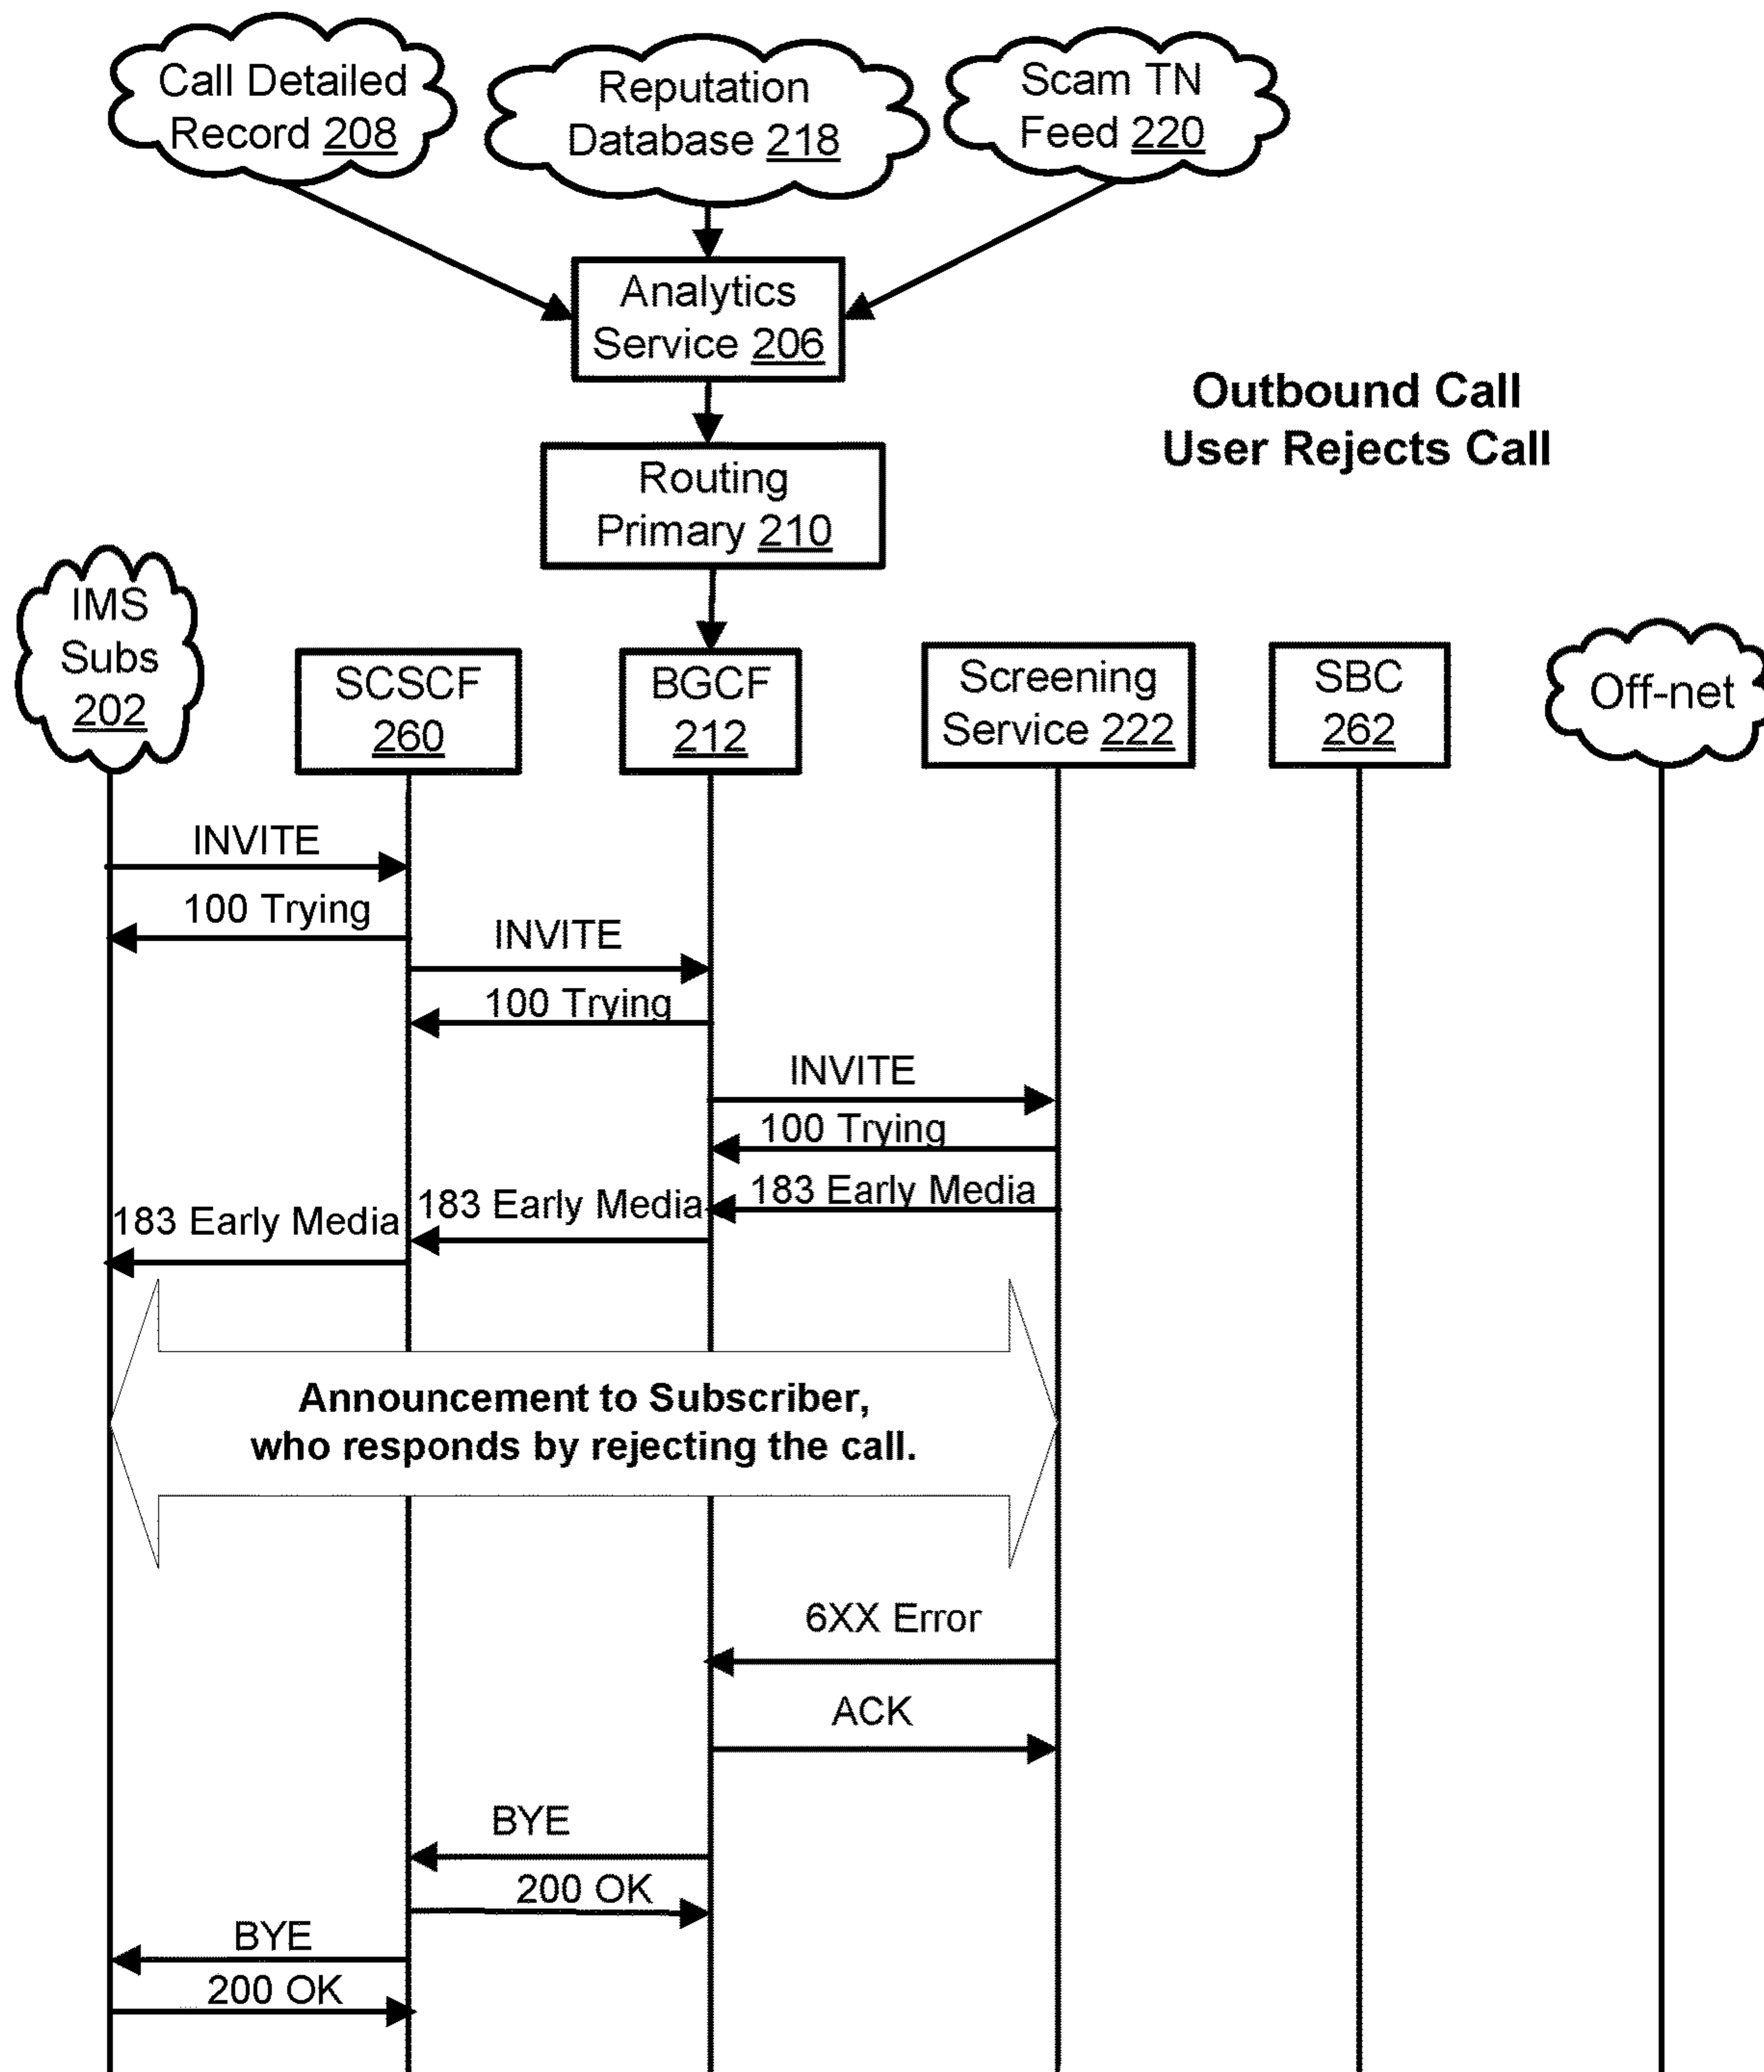 Call Detailed
Record 208
Reputation
Database 218
Scam TN
Feed 220
Analytics
Service 206
Outbound Call
User Rejects Call
Routing
Primary 210
IMS
Subs
202
SCSCF
260
BGCF
212
Screening
Service 222
SBC
262
Off-net
INVITE
100 Trying
INVITE
100 Trying
INVITE
100 Trying
183 Early Media
183 Early Media
183 Early Media
Announcement to Subscriber,
who responds by rejecting the call.
6XX Error
ACK
BYE
200 OK
BYE
200 OK